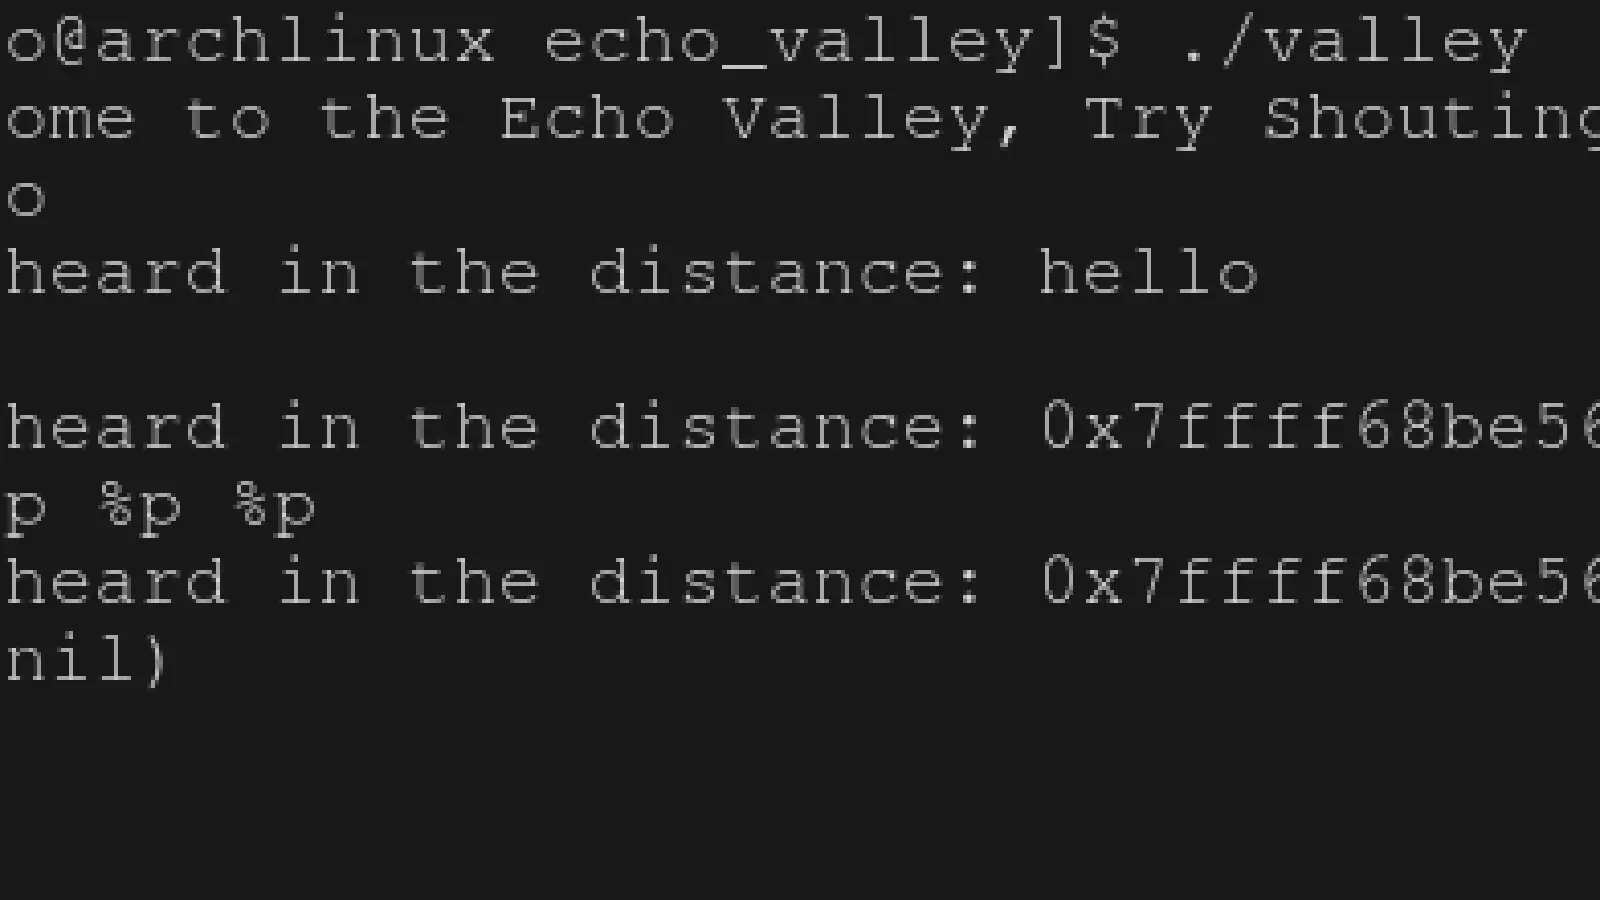 o@archlinux echo_valley]$ ./valley
ome to the Echo Valley, Try Shouting
o
heard in the distance: hello
heard in the distance: 0x7ffff68be56
p %p %p
heard in the distance: 0x7ffff68be56
nil)